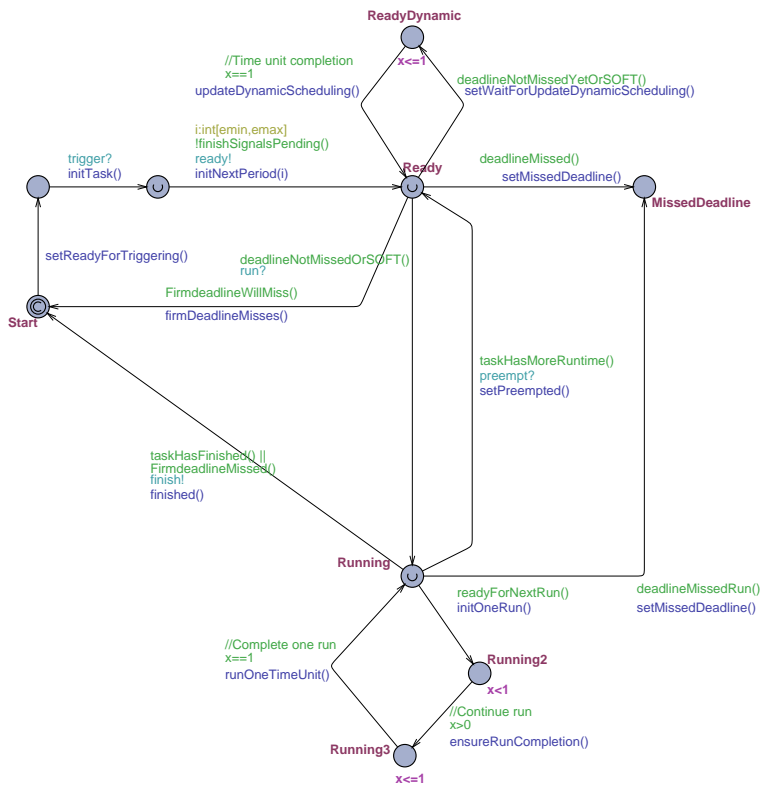 ReadyDynamic
x<=1
//Time unit completion
x==1
updateDynamicScheduling()
deadlineNotMissedYetOrSOFT()
setWaitForUpdateDynamicScheduling()
trigger?
initTask()
i:int[emin,emax]
!finishSignalsPending()
ready!
initNextPeriod(i)
Ready
deadlineMissed()
setMissedDeadline()
MissedDeadline
setReadyForTriggering()
deadlineNotMissedOrSOFT()
run?
FirmdeadlineWillMiss()
firmDeadlineMisses()
Start
taskHasMoreRuntime()
preempt?
setPreempted()
taskHasFinished() ||
FirmdeadlineMissed()
finish!
finished()
Running
readyForNextRun()
initOneRun()
deadlineMissedRun()
setMissedDeadline()
//Complete one run
x==1
runOneTimeUnit()
Running2
x<1
//Continue run
x>0
ensureRunCompletion()
Running3
x<=1